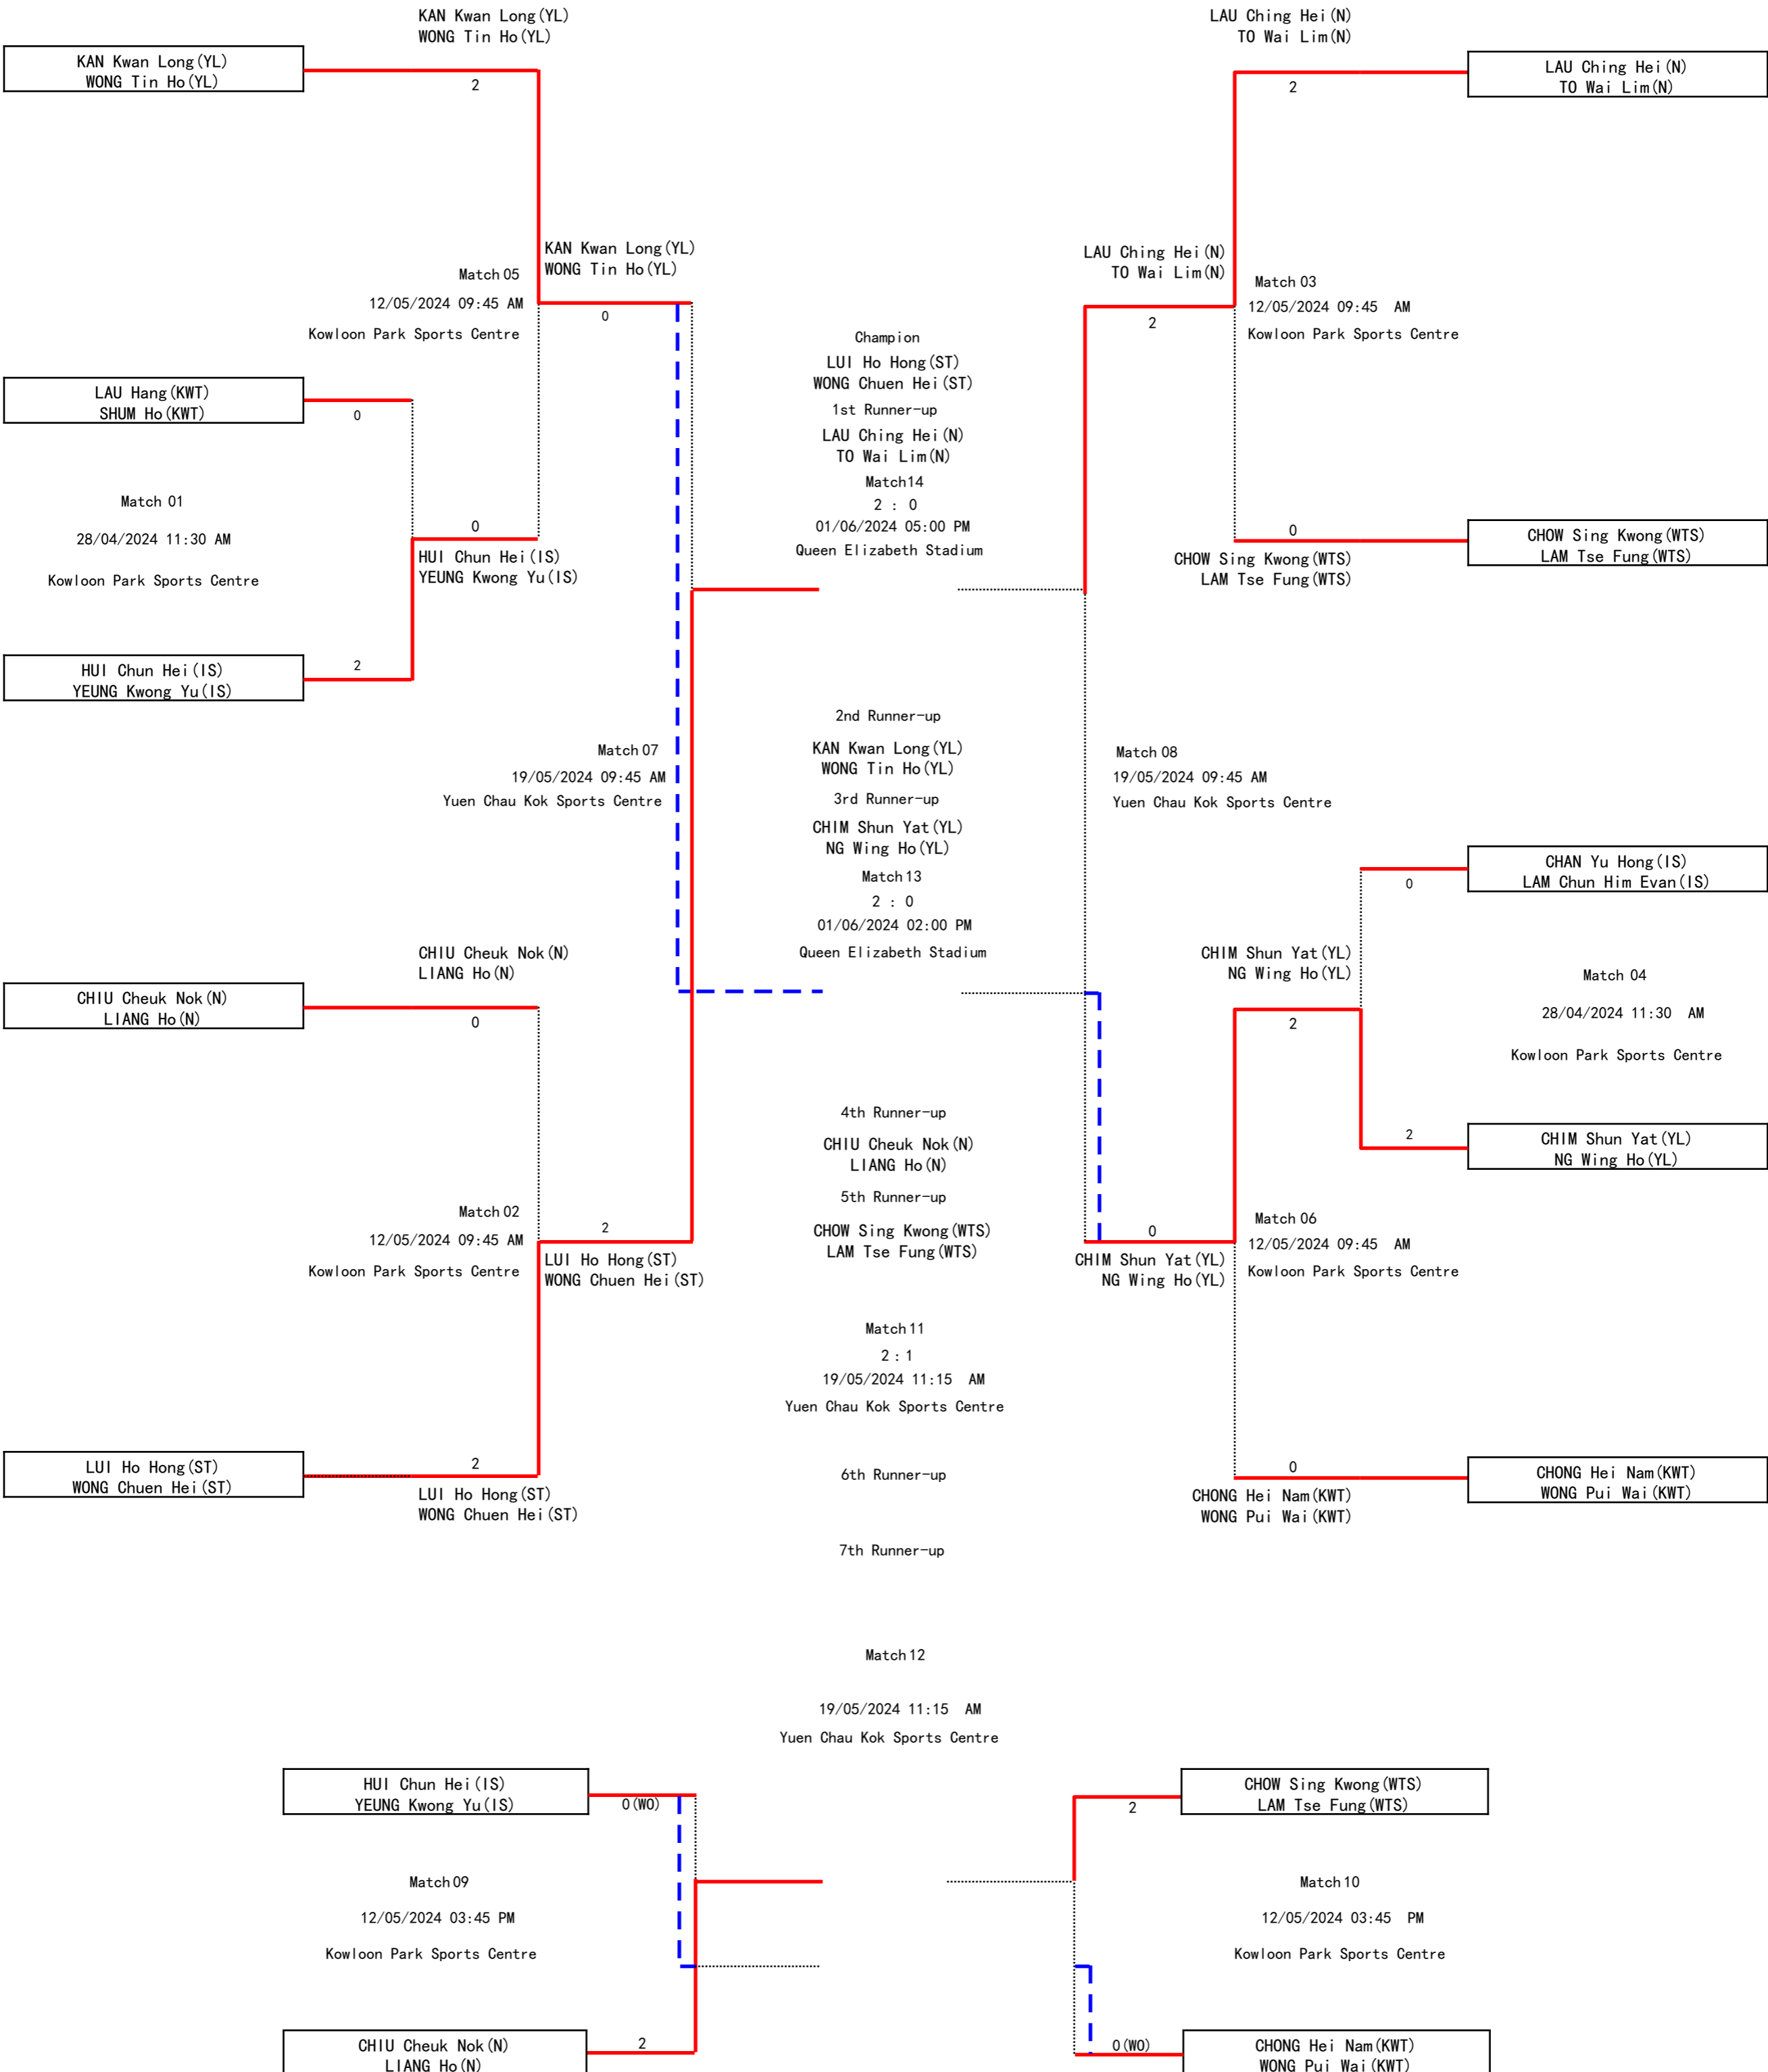 KAN Kwan Long(YL)
WONG Tin Ho(YL)
LAU Ching Hei(N)
TO Wai Lim(N)
KAN Kwan Long(YL)
WONG Tin Ho(YL)
2
2
LAU Ching Hei(N)
TO Wai Lim(N)
KAN Kwan Long(YL)
WONG Tin Ho(YL)
LAU Ching Hei(N)
TO Wai Lim(N)
Match 05
12/05/2024 09:45 AM
Kowloon Park Sports Centre
0
2
Match 03
12/05/2024 09:45 AM
Kowloon Park Sports Centre
Champion
LUI Ho Hong(ST)
WONG Chuen Hei(ST)
1st Runner-up
LAU Ching Hei(N)
TO Wai Lim(N)
Match14
2 : 0
01/06/2024 05:00 PM
Queen Elizabeth Stadium
LAU Hang(KWT)
SHUM Ho(KWT)
0
Match 01
28/04/2024 11:30 AM
Kowloon Park Sports Centre
0
HUI Chun Hei(IS)
YEUNG Kwong Yu(IS)
0
CHOW Sing Kwong(WTS)
LAM Tse Fung(WTS)
CHOW Sing Kwong(WTS)
LAM Tse Fung(WTS)
HUI Chun Hei(IS)
YEUNG Kwong Yu(IS)
2
Match 07
19/05/2024 09:45 AM
Yuen Chau Kok Sports Centre
2nd Runner-up
KAN Kwan Long(YL)
WONG Tin Ho(YL)
3rd Runner-up
CHIM Shun Yat(YL)
NG Wing Ho(YL)
Match13
2 : 0
01/06/2024 02:00 PM
Queen Elizabeth Stadium
Match 08
19/05/2024 09:45 AM
Yuen Chau Kok Sports Centre
0
CHAN Yu Hong(IS)
LAM Chun Him Evan(IS)
CHIU Cheuk Nok(N)
LIANG Ho(N)
CHIM Shun Yat(YL)
NG Wing Ho(YL)
Match 04
28/04/2024 11:30 AM
Kowloon Park Sports Centre
CHIU Cheuk Nok(N)
LIANG Ho(N)
0
2
2
CHIM Shun Yat(YL)
NG Wing Ho(YL)
4th Runner-up
CHIU Cheuk Nok(N)
LIANG Ho(N)
5th Runner-up
CHOW Sing Kwong(WTS)
LAM Tse Fung(WTS)
Match 02
12/05/2024 09:45 AM
Kowloon Park Sports Centre
2
LUI Ho Hong(ST)
WONG Chuen Hei(ST)
0
CHIM Shun Yat(YL)
NG Wing Ho(YL)
Match 06
12/05/2024 09:45 AM
Kowloon Park Sports Centre
Match11
2 : 1
19/05/2024 11:15 AM
Yuen Chau Kok Sports Centre
LUI Ho Hong(ST)
WONG Chuen Hei(ST)
2
LUI Ho Hong(ST)
WONG Chuen Hei(ST)
6th Runner-up
7th Runner-up
0
CHONG Hei Nam(KWT)
WONG Pui Wai(KWT)
CHONG Hei Nam(KWT)
WONG Pui Wai(KWT)
Match12
19/05/2024 11:15 AM
Yuen Chau Kok Sports Centre
HUI Chun Hei(IS)
YEUNG Kwong Yu(IS)
0(WO)
2
CHOW Sing Kwong(WTS)
LAM Tse Fung(WTS)
Match09
12/05/2024 03:45 PM
Kowloon Park Sports Centre
Match10
12/05/2024 03:45 PM
Kowloon Park Sports Centre
CHIU Cheuk Nok(N)
LIANG Ho(N)
2
0(WO)
CHONG Hei Nam(KWT)
WONG Pui Wai(KWT)